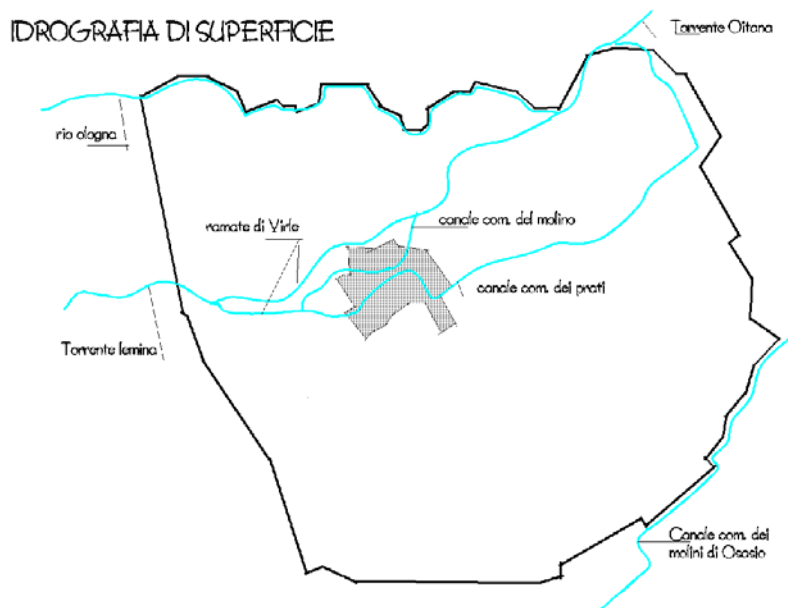 IDROGRAFIA DI SUPERFICIE
Torrente Oitana
rio ologna
ramate di Virle
canale com. del molino
canale com. dei prati
Torrente lemina
Canale com. dei
molini di Osasio